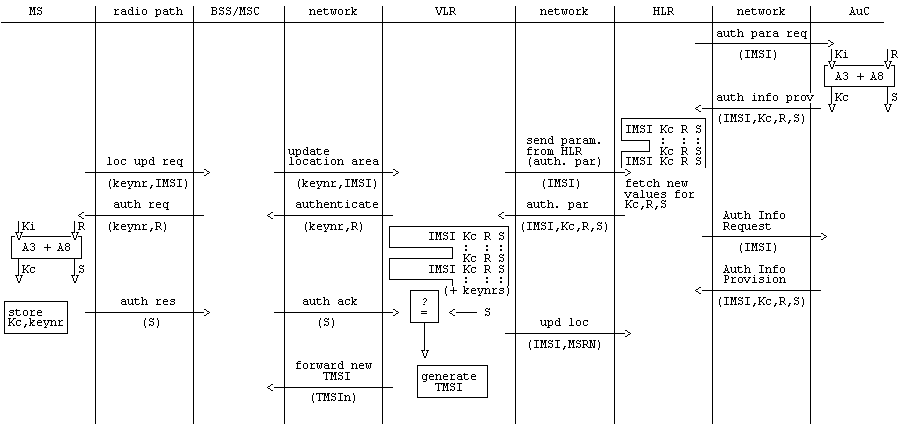 MS radio path BSS/MSC network VLR network HLR network AuC
auth para req
(IMSI)
Ki R
A3 + A8
Kc S
auth info prov
(IMSI,Kc,R,S)
IMSI Kc R S
: : :
Kc R S
IMSI Kc R S
fetch new
values for
Kc,R,S
loc upd req
(keynr,IMSI)
update
location area
(keynr,IMSI)
send param.
from HLR
(auth. par)
(IMSI)
auth req
(keynr,R)
authenticate
(keynr,R)
auth. par
(IMSI,Kc,R,S)
Ki R
A3 + A8
Kc S
IMSI Kc R S
: : :
Kc R S
IMSI Kc R S
: : :
(+ keynrs)
Auth Info
Request
(IMSI)
Auth Info
Provision
(IMSI,Kc,R,S)
store
Kc,keynr
auth res
(S)
auth ack
(S)
?
=
S
upd loc
(IMSI,MSRN)
forward new
TMSI
(TMSIn)
generate
TMSI